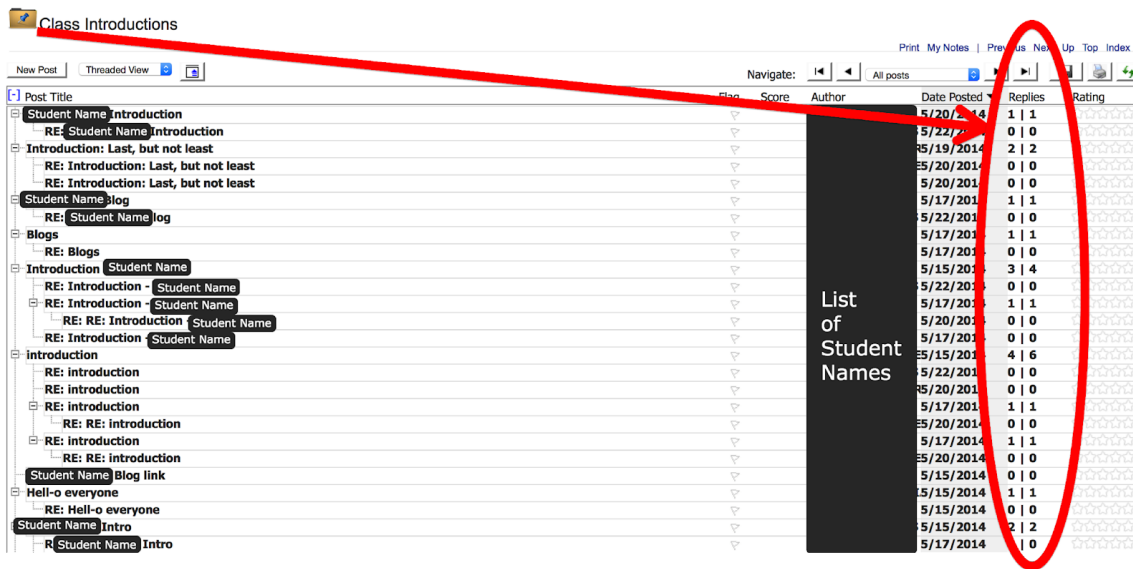 Class Introductions
Print My Notes | Previous Next Up Top Index
New Post Threaded View Navigate: All posts
[-] Post Title Flag Score Author Date Posted Replies Rating
Student Name Introduction 5/20/2014 1 | 1
RE: Student Name Introduction 5/22/2014 0 | 0
Introduction: Last, but not least 5/19/2014 2 | 2
RE: Introduction: Last, but not least 5/20/2014 0 | 0
RE: Introduction: Last, but not least 5/20/2014 0 | 0
Student Name Blog 5/17/2014 1 | 1
RE: Student Name log 5/22/2014 0 | 0
Blogs 5/17/2014 1 | 1
RE: Blogs 5/17/2014 0 | 0
Introduction Student Name 5/15/2014 3 | 4
RE: Introduction - Student Name 5/22/2014 0 | 0
RE: Introduction - Student Name 5/17/2014 1 | 1
RE: RE: Introduction - Student Name 5/20/2014 0 | 0
RE: Introduction - Student Name 5/17/2014 0 | 0
List
of
Student
Names
introduction 5/15/2014 4 | 6
RE: introduction 5/22/2014 0 | 0
RE: introduction 5/20/2014 0 | 0
RE: introduction 5/17/2014 1 | 1
RE: RE: introduction 5/20/2014 0 | 0
RE: introduction 5/17/2014 1 | 1
RE: RE: introduction 5/20/2014 0 | 0
Student Name Blog link 5/15/2014 0 | 0
Hell-o everyone 5/15/2014 1 | 1
RE: Hell-o everyone 5/15/2014 0 | 0
Student Name Intro 5/15/2014 2 | 2
R Student Name Intro 5/17/2014 | 0